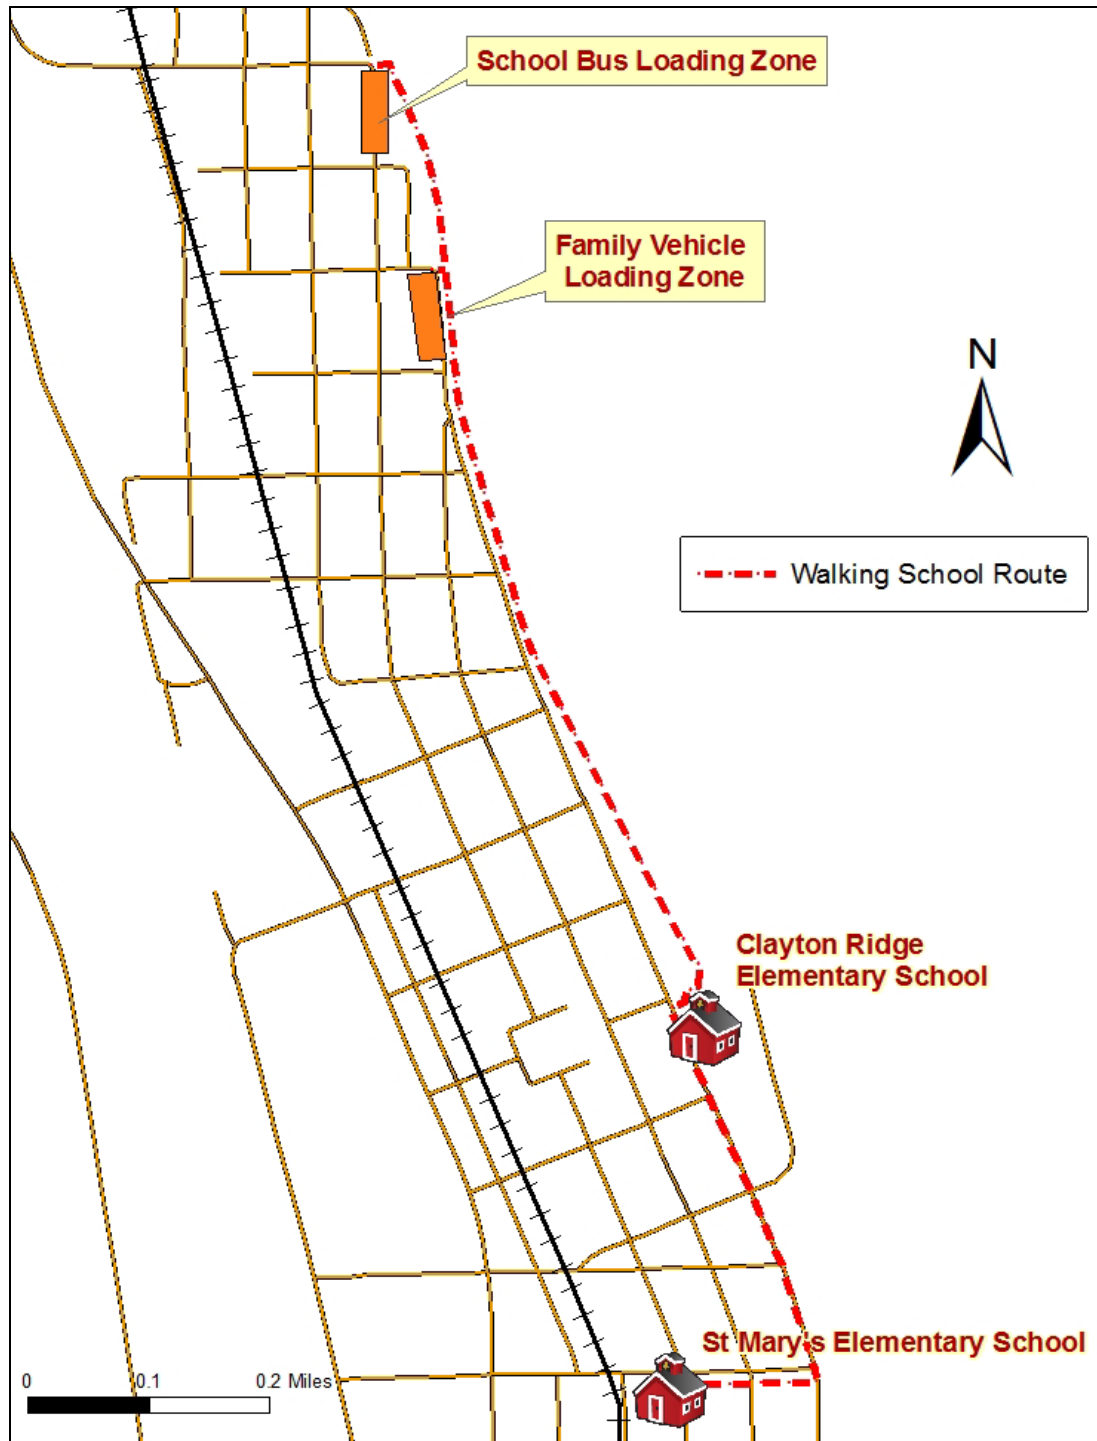 School Bus Loading Zone
Family Vehicle
Loading Zone
N
Walking School Route
Clayton Ridge
Elementary School
St Mary's Elementary School
0 0.1 0.2 Miles